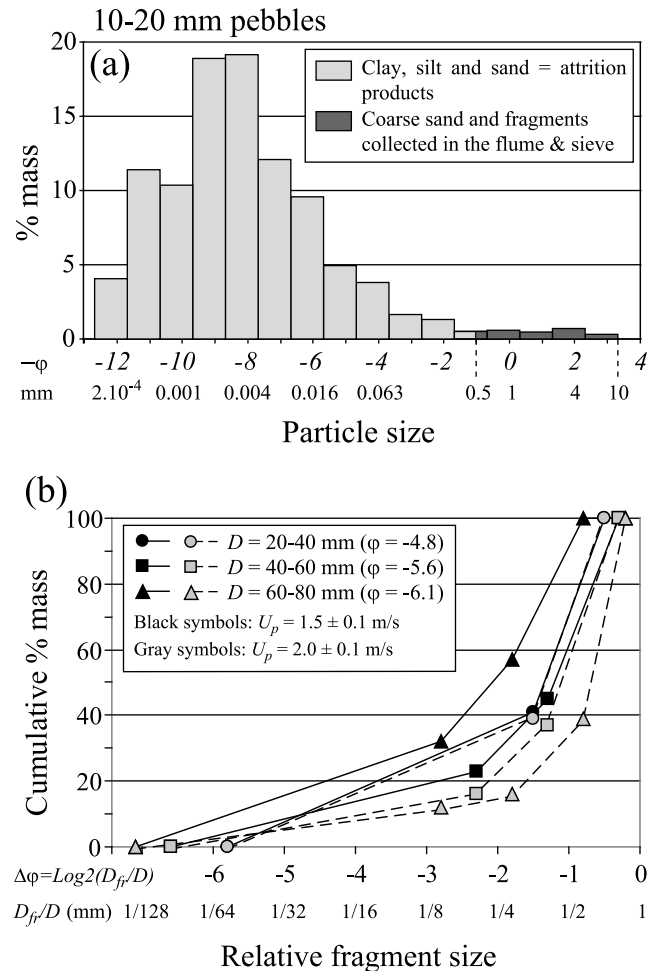 10-20 mm pebbles
(a)
20
15
10
5
0
% mass
Clay, silt and sand = attrition
products
Coarse sand and fragments
collected in the flume & sieve
−φ -12 -10 -8 -6 -4 -2 0 2 4
mm 2.10⁻⁴ 0.001 0.004 0.016 0.063 0.5 1 4 10
Particle size
(b)
100
80
60
40
20
0
Cumulative % mass
D = 20-40 mm (φ = -4.8)
D = 40-60 mm (φ = -5.6)
D = 60-80 mm (φ = -6.1)
Black symbols: Uₚ = 1.5 ± 0.1 m/s
Gray symbols: Uₚ = 2.0 ± 0.1 m/s
Δφ=Log2(D_fr/D) -6 -5 -4 -3 -2 -1 0
D_fr/D (mm) 1/128 1/64 1/32 1/16 1/8 1/4 1/2 1
Relative fragment size